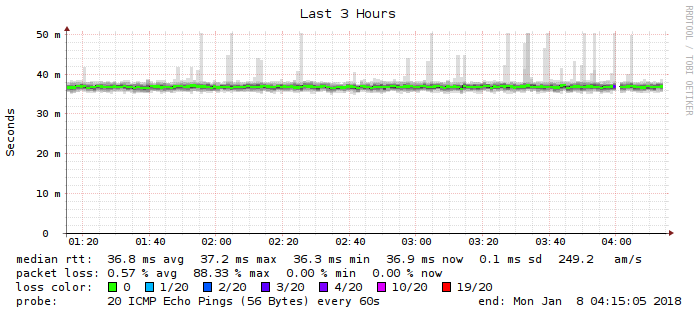 Last 3 Hours
RRDTOOL / TOBI OETIKER
Seconds
50 m
40 m
30 m
20 m
10 m
0
01:20 01:40 02:00 02:20 02:40 03:00 03:20 03:40 04:00
median rtt: 36.8 ms avg 37.2 ms max 36.3 ms min 36.9 ms now 0.1 ms sd 249.2 am/s
packet loss: 0.57 % avg 88.33 % max 0.00 % min 0.00 % now
loss color: 0 1/20 2/20 3/20 4/20 10/20 19/20
probe: 20 ICMP Echo Pings (56 Bytes) every 60s end: Mon Jan 8 04:15:05 2018